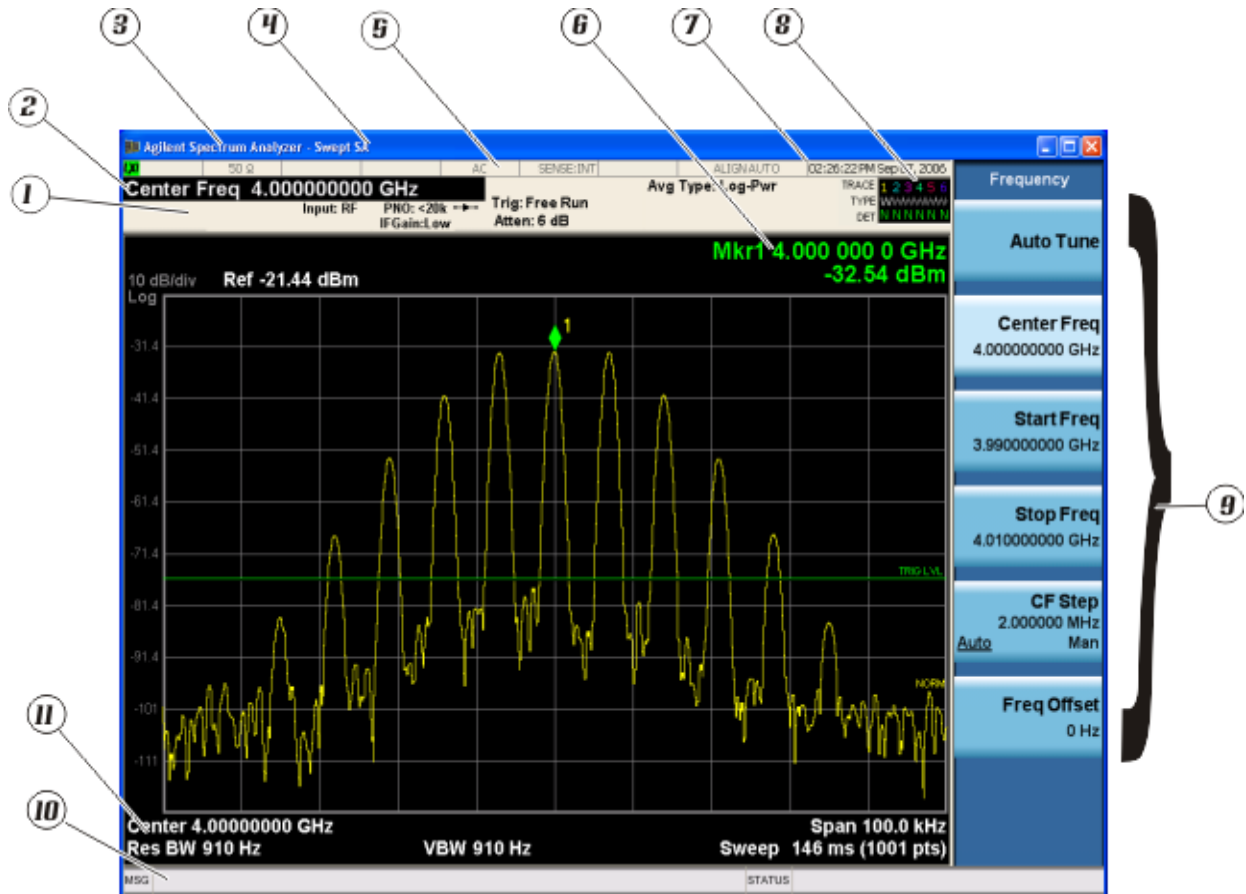 3
4
5
6
7
8
2
Agilent Spectrum Analyzer - Swept SA
LXI 50 Ω AC SENSE:INT ALIGN AUTO 02:26:22 PM Sep 07, 2006
Center Freq 4.000000000 GHz
1
Input: RF PNO: <20k Trig: Free Run Avg Type: Log-Pwr
IFGain:Low Atten: 6 dB
TRACE 1 2 3 4 5 6
TYPE
DET N N N N N N
Mkr1 4.000 000 0 GHz
-32.54 dBm
10 dB/div Ref -21.44 dBm
Log
1
-31.4
-41.4
-51.4
-61.4
-71.4
-81.4
-91.4
-101
-111
TRIG LVL
NORM
Frequency
Auto Tune
Center Freq
4.000000000 GHz
Start Freq
3.990000000 GHz
Stop Freq
4.010000000 GHz
CF Step
2.000000 MHz
Auto Man
Freq Offset
0 Hz
9
11
10
Center 4.00000000 GHz Span 100.0 kHz
Res BW 910 Hz VBW 910 Hz Sweep 146 ms (1001 pts)
MSG STATUS